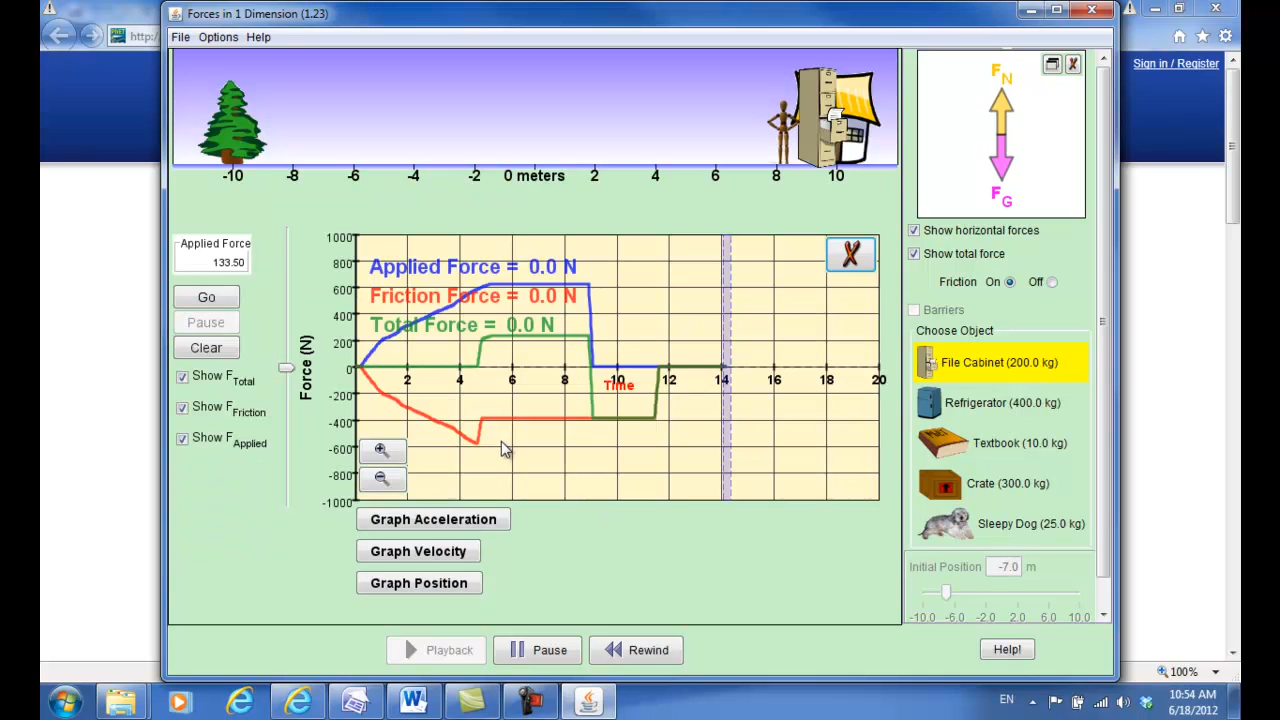 Forces in 1 Dimension (1.23)
http:/
File Options Help
Sign in / Register
-10 -8 -6 -4 -2 0 meters 2 4 6 8 10
F N
F G
Applied Force
133.50
Go
Pause
Clear
Show F Total
Show F Friction
Show F Applied
Force (N)
1000
800
600
400
200
0
-200
-400
-600
-800
-1000
Applied Force = 0.0 N
Friction Force = 0.0 N
Total Force = 0.0 N
2 4 6 8 10 12 14 16 18 20
Time
X
Graph Acceleration
Graph Velocity
Graph Position
Show horizontal forces
Show total force
Friction On Off
Barriers
Choose Object
File Cabinet (200.0 kg)
Refrigerator (400.0 kg)
Textbook (10.0 kg)
Crate (300.0 kg)
Sleepy Dog (25.0 kg)
Initial Position -7.0 m
-10.0 -6.0 -2.0 2.0 6.0 10.0
Playback Pause Rewind
Help!
100%
EN
10:54 AM
6/18/2012